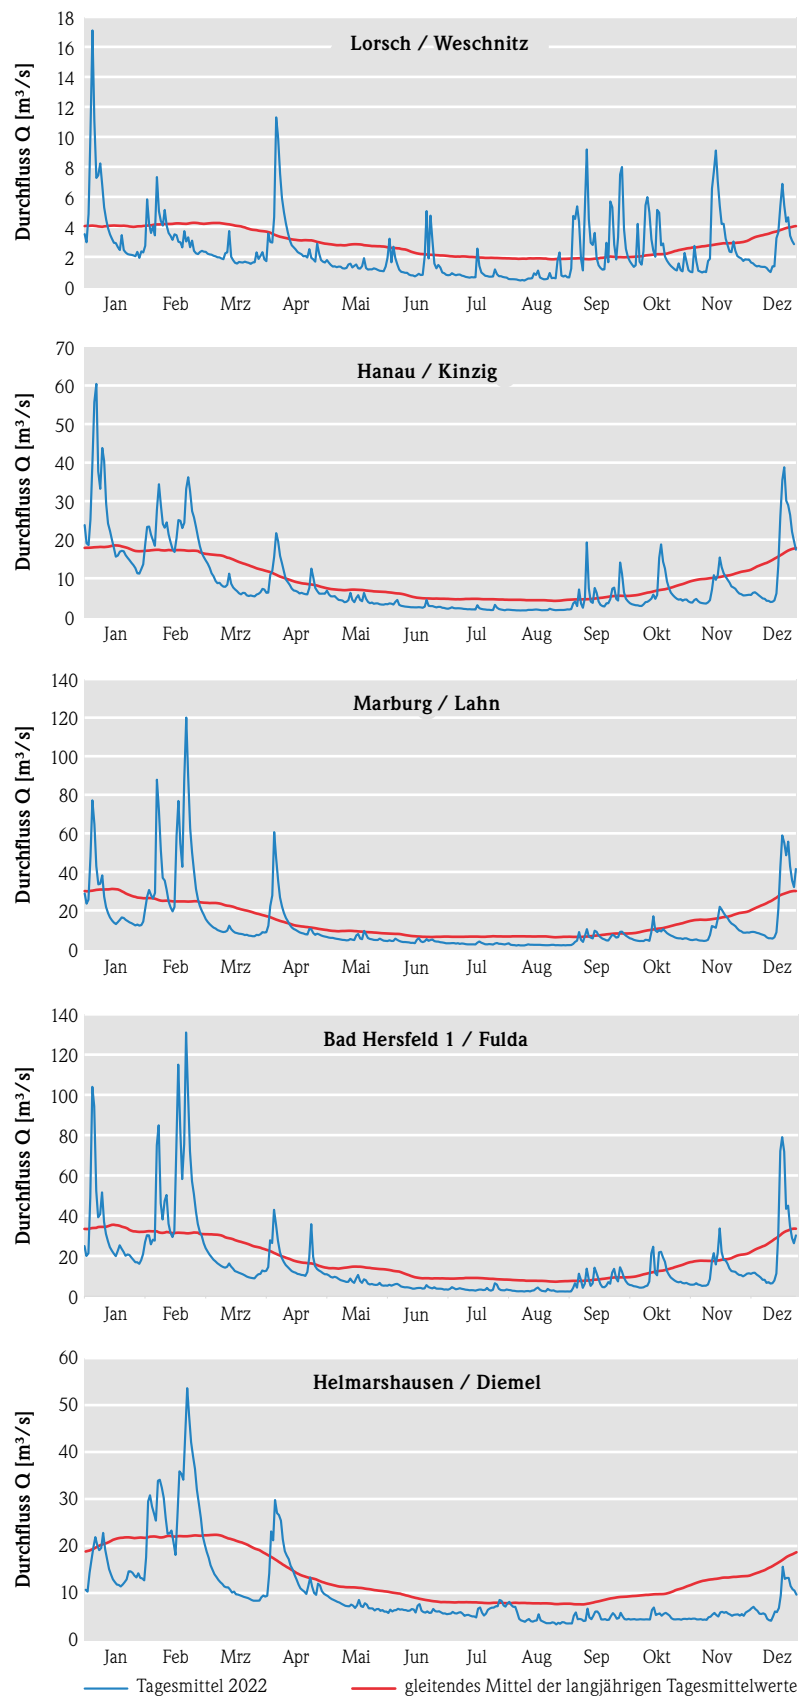 Lorsch / Weschnitz
Durchfluss Q [m³/s]
18
16
14
12
10
8
6
4
2
0
Jan Feb Mrz Apr Mai Jun Jul Aug Sep Okt Nov Dez
Hanau / Kinzig
Durchfluss Q [m³/s]
70
60
50
40
30
20
10
0
Jan Feb Mrz Apr Mai Jun Jul Aug Sep Okt Nov Dez
Marburg / Lahn
Durchfluss Q [m³/s]
140
120
100
80
60
40
20
0
Jan Feb Mrz Apr Mai Jun Jul Aug Sep Okt Nov Dez
Bad Hersfeld 1 / Fulda
Durchfluss Q [m³/s]
140
120
100
80
60
40
20
0
Jan Feb Mrz Apr Mai Jun Jul Aug Sep Okt Nov Dez
Helmarshausen / Diemel
Durchfluss Q [m³/s]
60
50
40
30
20
10
0
Jan Feb Mrz Apr Mai Jun Jul Aug Sep Okt Nov Dez
Tagesmittel 2022 gleitendes Mittel der langjährigen Tagesmittelwerte